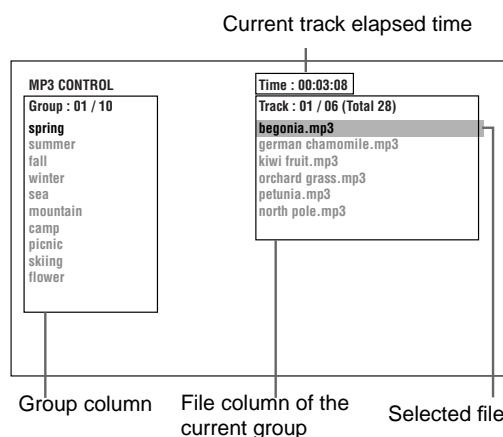 Current track elapsed time
MP3 CONTROL
Time : 00:03:08
Group : 01 / 10
spring
summer
fall
winter
sea
mountain
camp
picnic
skiing
flower
Track : 01 / 06 (Total 28)
begonia.mp3
german chamomile.mp3
kiwi fruit.mp3
orchard grass.mp3
petunia.mp3
north pole.mp3
Group column
File column of the
current group
Selected file